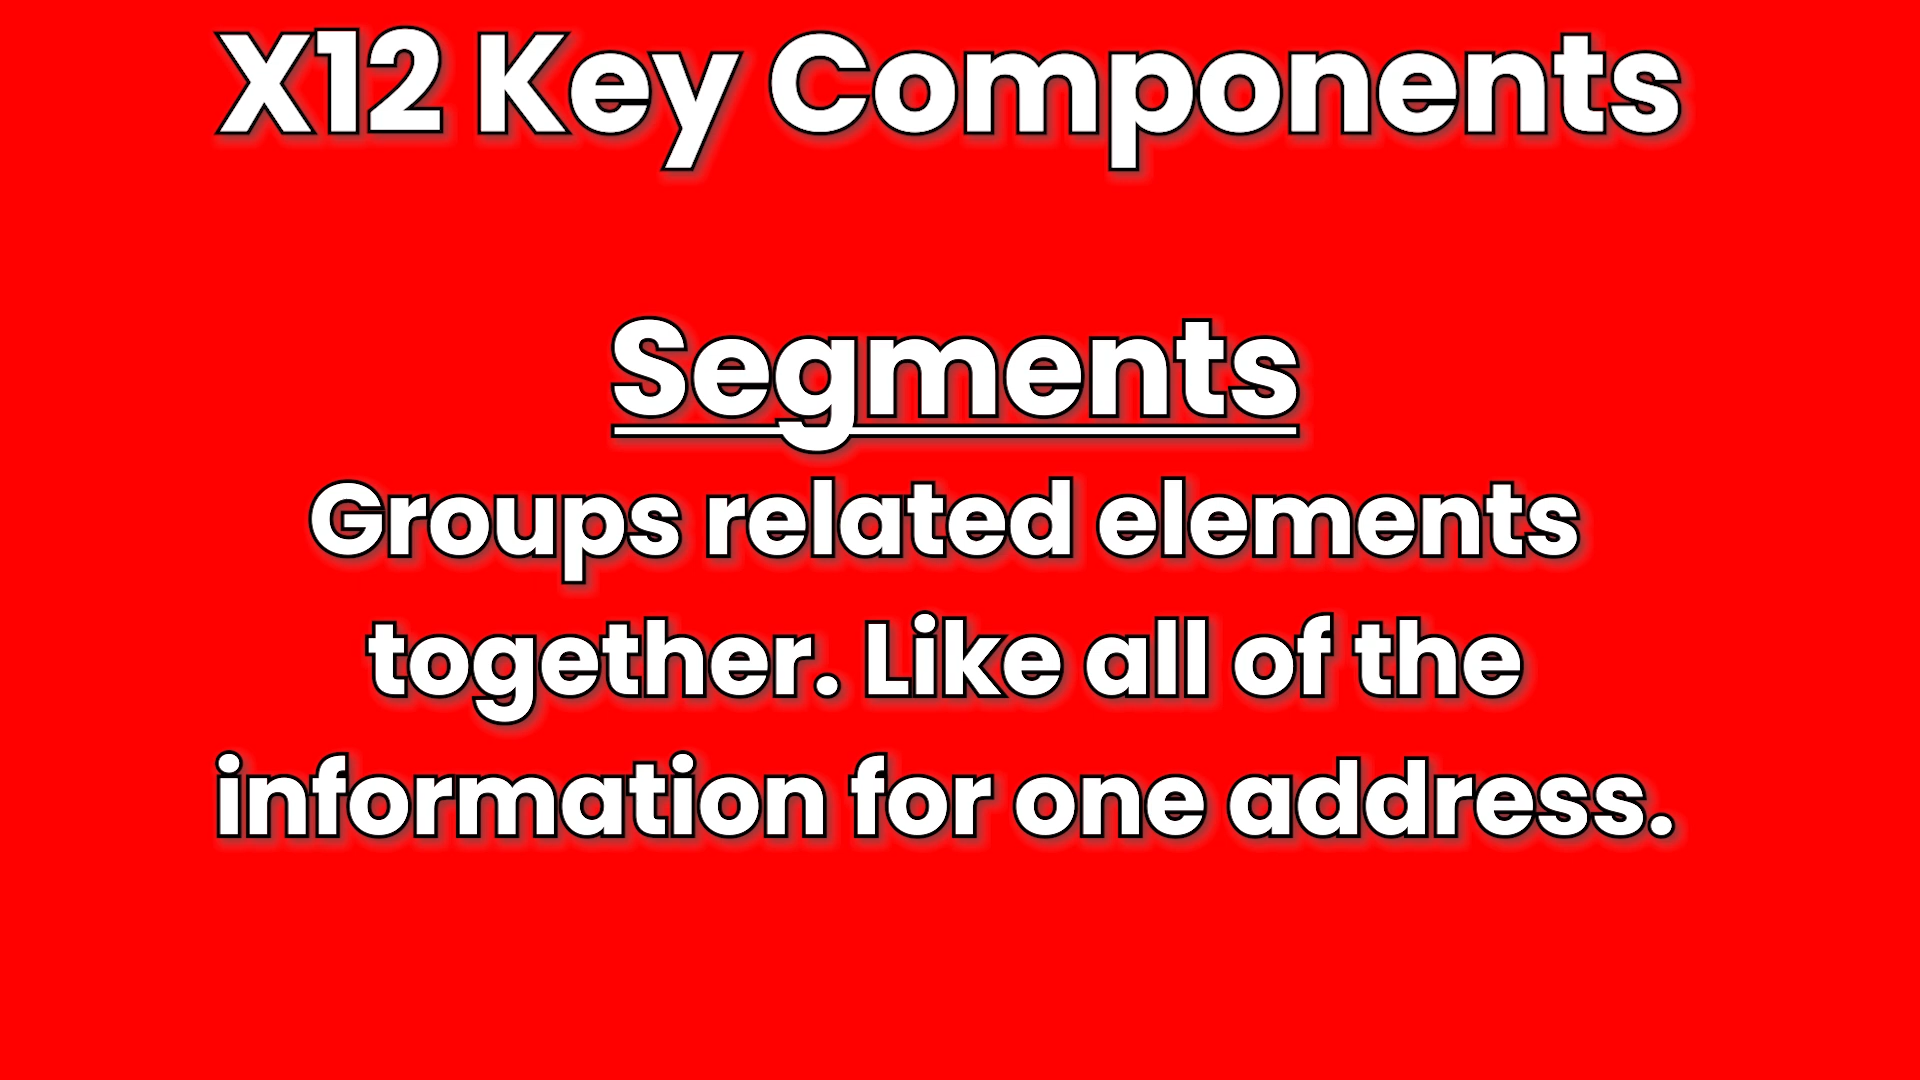 X12 Key Components
Segments
Groups related elements
together. Like all of the
information for one address.